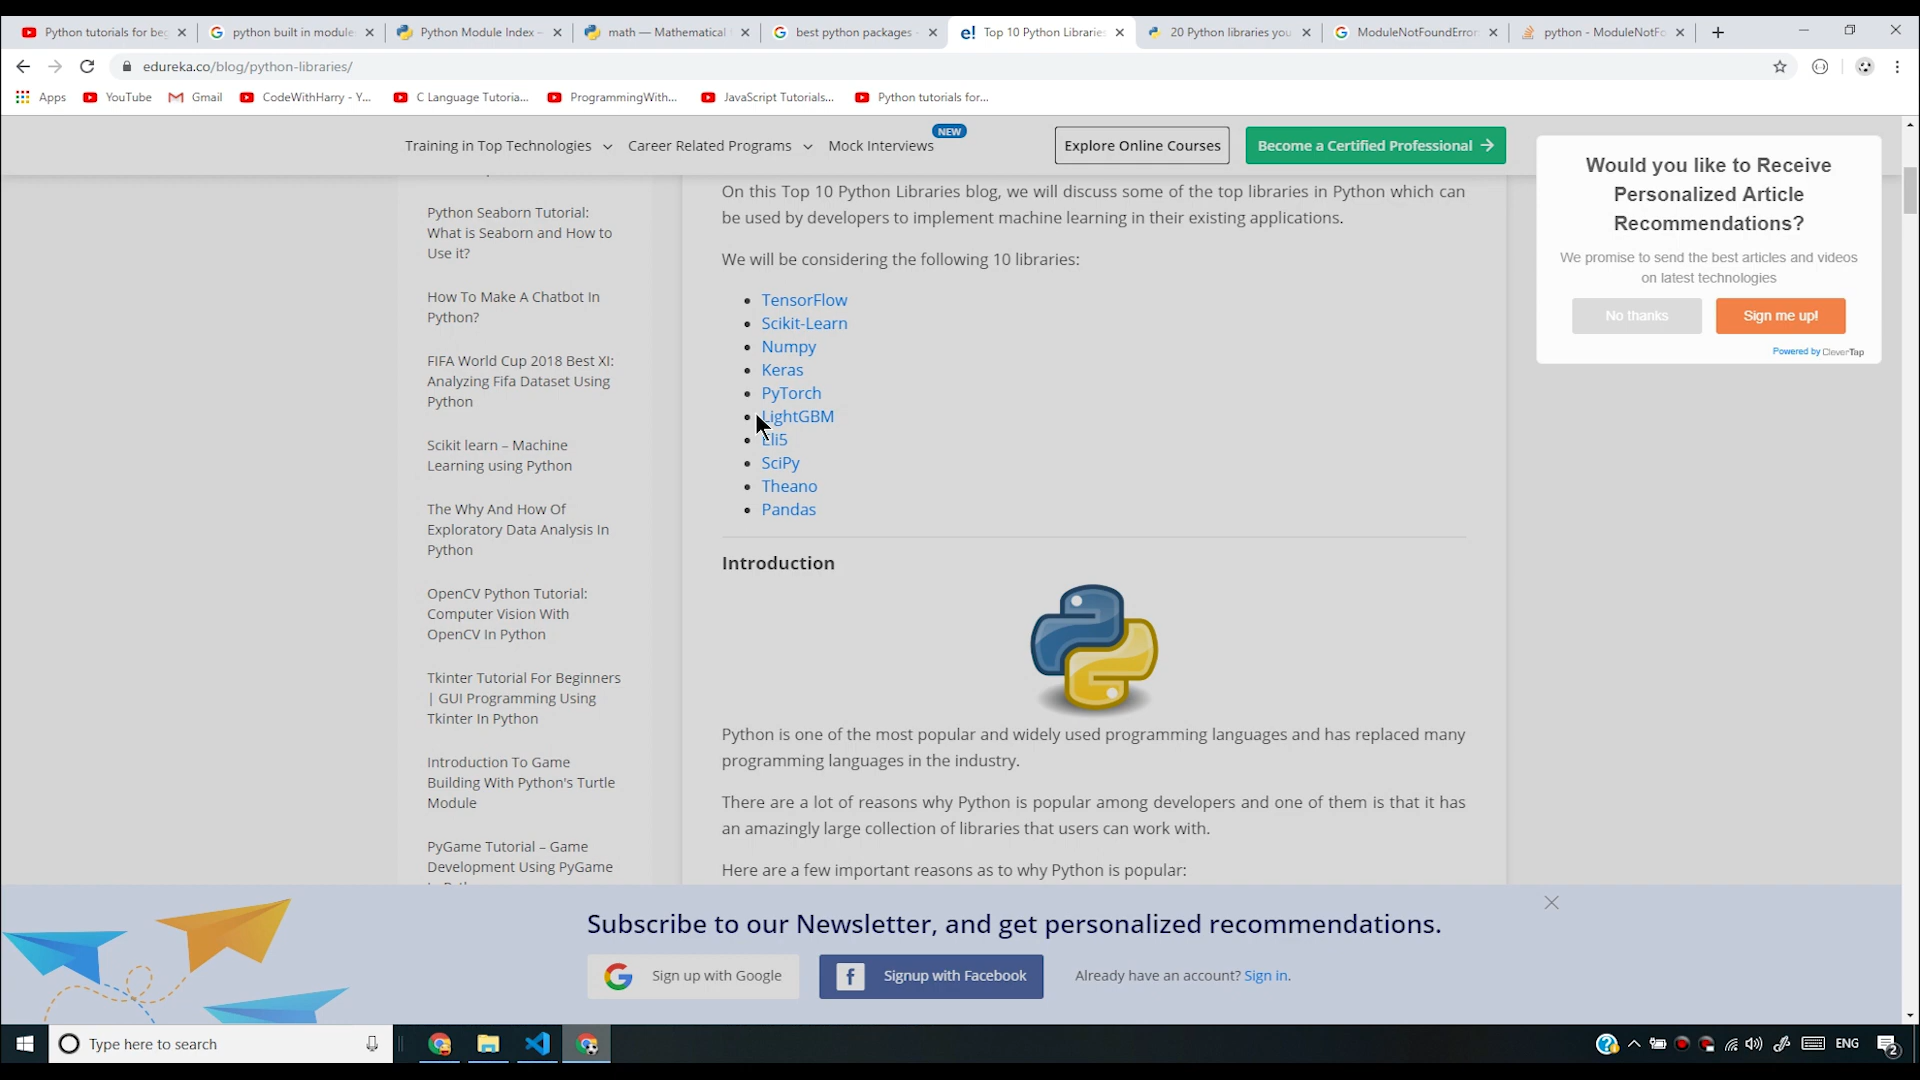 Python tutorials for be
python built in module
Python Module Index –
math — Mathematical
best python packages -
e! Top 10 Python Libraries
20 Python libraries you
ModuleNotFoundError
python - ModuleNotFo
edureka.co/blog/python-libraries/
Apps
YouTube
Gmail
CodeWithHarry - Y...
C Language Tutoria...
ProgrammingWith...
JavaScript Tutorials...
Python tutorials for...
NEW
Training in Top Technologies
Career Related Programs
Mock Interviews
Explore Online Courses
Become a Certified Professional
Python Seaborn Tutorial:
What is Seaborn and How to
Use it?
How To Make A Chatbot In
Python?
FIFA World Cup 2018 Best XI:
Analyzing Fifa Dataset Using
Python
Scikit learn – Machine
Learning using Python
The Why And How Of
Exploratory Data Analysis In
Python
OpenCV Python Tutorial:
Computer Vision With
OpenCV In Python
Tkinter Tutorial For Beginners
| GUI Programming Using
Tkinter In Python
Introduction To Game
Building With Python's Turtle
Module
PyGame Tutorial – Game
Development Using PyGame
On this Top 10 Python Libraries blog, we will discuss some of the top libraries in Python which can
be used by developers to implement machine learning in their existing applications.
We will be considering the following 10 libraries:
TensorFlow
Scikit-Learn
Numpy
Keras
PyTorch
LightGBM
Eli5
SciPy
Theano
Pandas
Introduction
Python is one of the most popular and widely used programming languages and has replaced many
programming languages in the industry.
There are a lot of reasons why Python is popular among developers and one of them is that it has
an amazingly large collection of libraries that users can work with.
Here are a few important reasons as to why Python is popular:
Would you like to Receive
Personalized Article
Recommendations?
We promise to send the best articles and videos
on latest technologies
No thanks
Sign me up!
Powered by CleverTap
Subscribe to our Newsletter, and get personalized recommendations.
Sign up with Google
Signup with Facebook
Already have an account? Sign in.
Type here to search
ENG
2